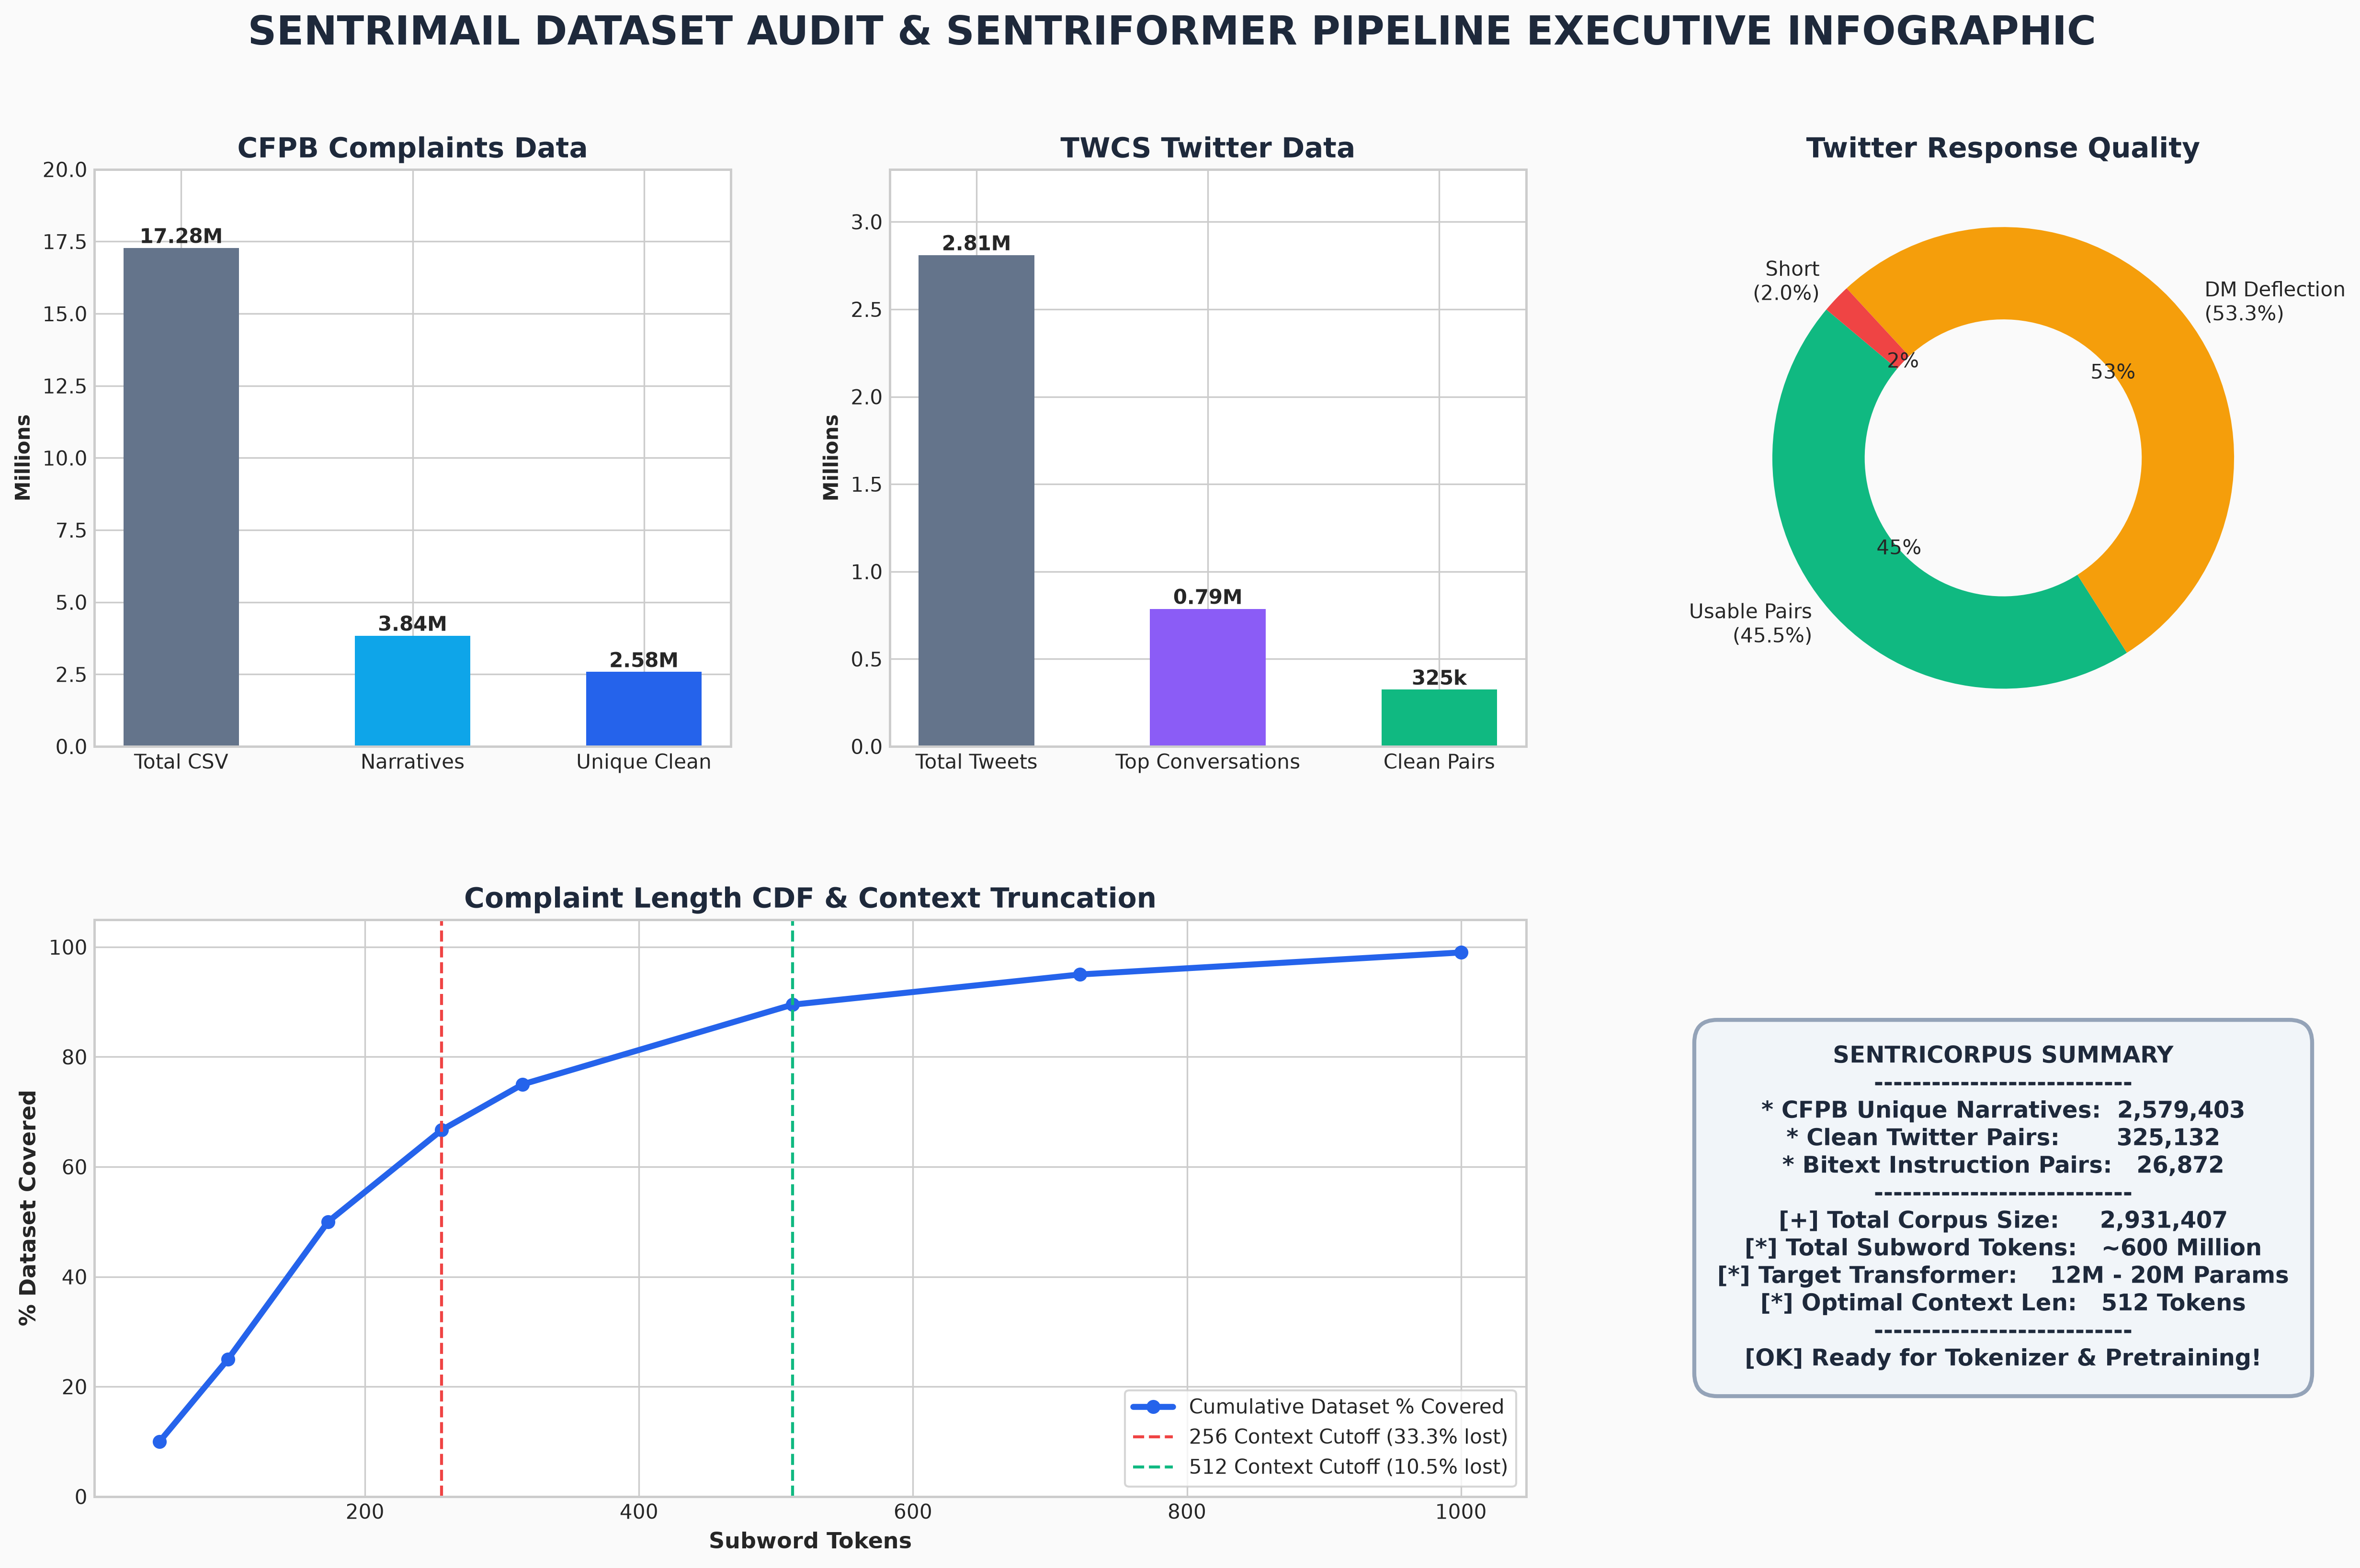 SENTRIMAIL DATASET AUDIT & SENTRIFORMER PIPELINE EXECUTIVE INFOGRAPHIC
CFPB Complaints Data
Millions
20.0
17.5
15.0
12.5
10.0
7.5
5.0
2.5
0.0
17.28M
3.84M
2.58M
Total CSV
Narratives
Unique Clean
TWCS Twitter Data
Millions
3.0
2.5
2.0
1.5
1.0
0.5
0.0
2.81M
0.79M
325k
Total Tweets
Top Conversations
Clean Pairs
Twitter Response Quality
Short
(2.0%)
DM Deflection
(53.3%)
2%
53%
45%
Usable Pairs
(45.5%)
Complaint Length CDF & Context Truncation
% Dataset Covered
100
80
60
40
20
0
200
400
600
800
1000
Subword Tokens
Cumulative Dataset % Covered
256 Context Cutoff (33.3% lost)
512 Context Cutoff (10.5% lost)
SENTRICORPUS SUMMARY
---------------------------
* CFPB Unique Narratives: 2,579,403
* Clean Twitter Pairs: 325,132
* Bitext Instruction Pairs: 26,872
---------------------------
[+] Total Corpus Size: 2,931,407
[*] Total Subword Tokens: ~600 Million
[*] Target Transformer: 12M - 20M Params
[*] Optimal Context Len: 512 Tokens
---------------------------
[OK] Ready for Tokenizer & Pretraining!